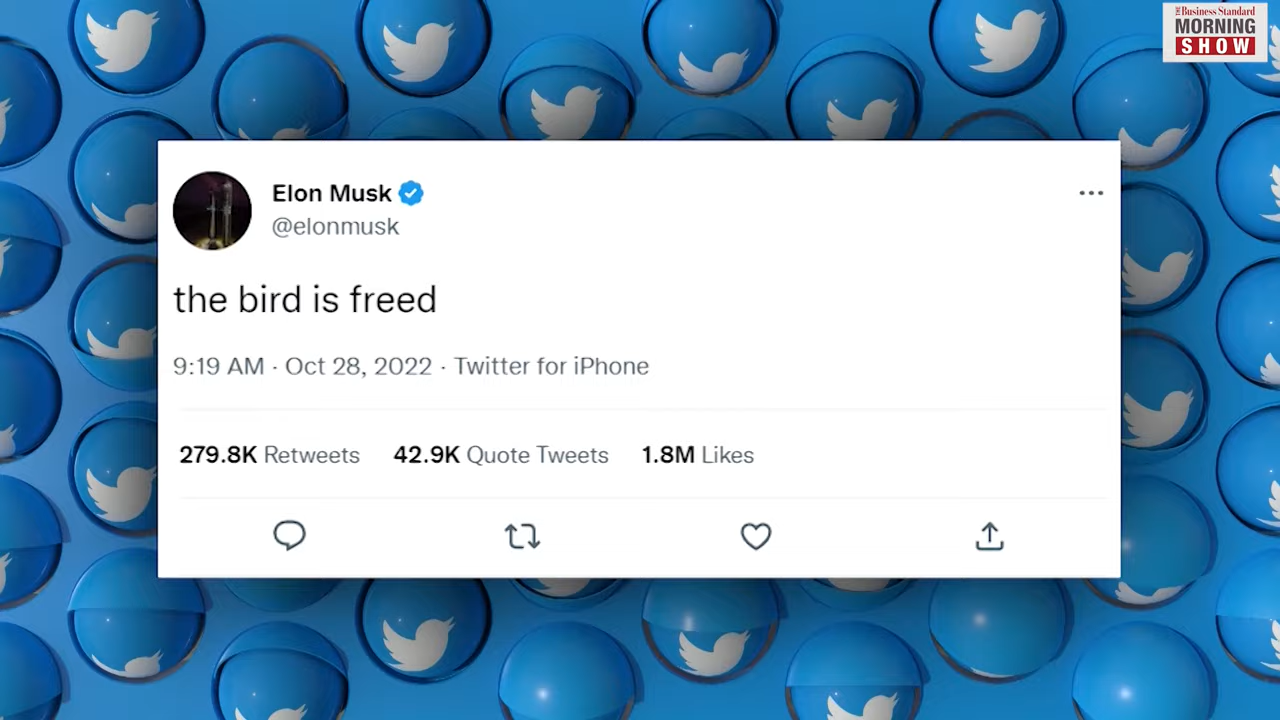 THE Business Standard
MORNING
SHOW
Elon Musk
@elonmusk
the bird is freed
9:19 AM · Oct 28, 2022 · Twitter for iPhone
279.8K Retweets 42.9K Quote Tweets 1.8M Likes